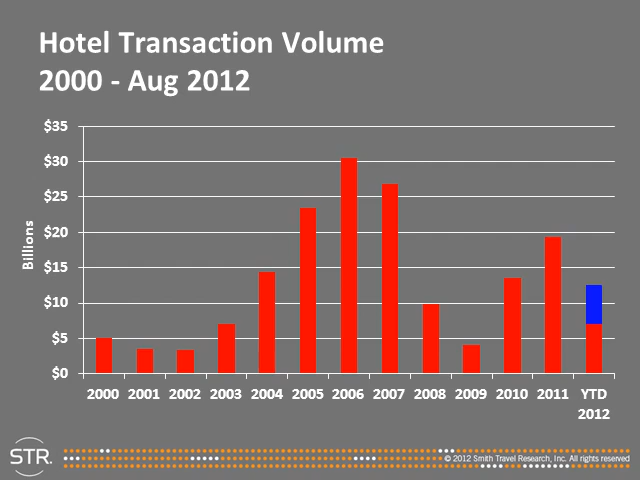 Hotel Transaction Volume
2000 - Aug 2012
$35
$30
$25
$20
$15
$10
$5
$0
Billions
2000 2001 2002 2003 2004 2005 2006 2007 2008 2009 2010 2011 YTD
2012
STR.
© 2012 Smith Travel Research, Inc. All rights reserved